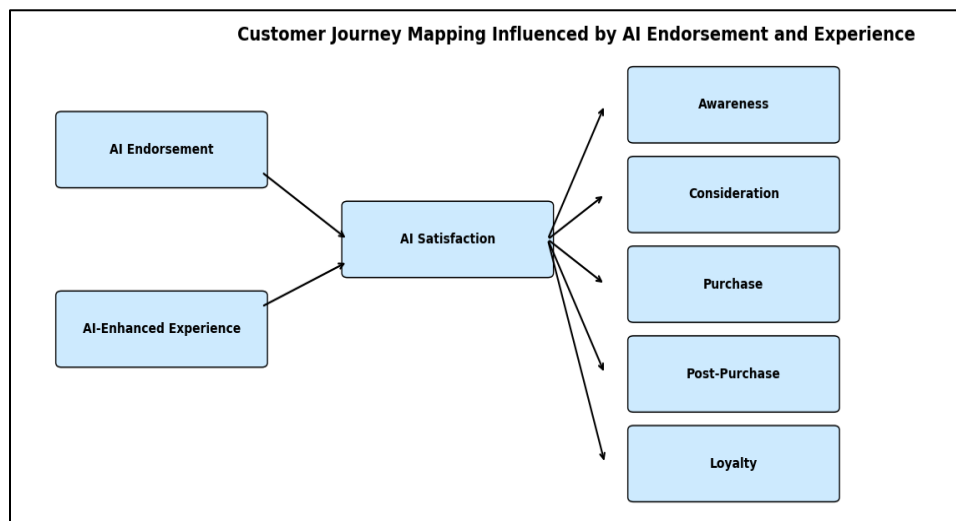 Customer Journey Mapping Influenced by AI Endorsement and Experience
AI Endorsement
AI-Enhanced Experience
AI Satisfaction
Awareness
Consideration
Purchase
Post-Purchase
Loyalty